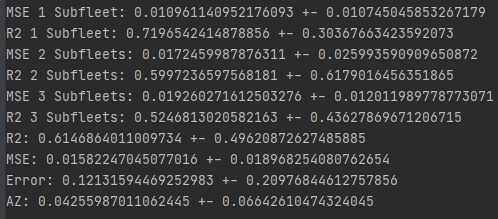 MSE 1 Subfleet: 0.010961140952176093 +- 0.010745045853267179
R2 1 Subfleet: 0.7196542414878856 +- 0.30367663423592073
MSE 2 Subfleets: 0.0172459987876311 +- 0.025993590909650872
R2 2 Subfleets: 0.5997236597568181 +- 0.6179016456351865
MSE 3 Subfleets: 0.019260271612503276 +- 0.012011989778773071
R2 3 Subfleets: 0.5246813020582163 +- 0.43627869671206715
R2: 0.6146864011009734 +- 0.49620872627485885
MSE: 0.01582247045077016 +- 0.018968254080762654
Error: 0.12131594469252983 +- 0.20976844612757856
AZ: 0.04255987011062445 +- 0.06642610474324045